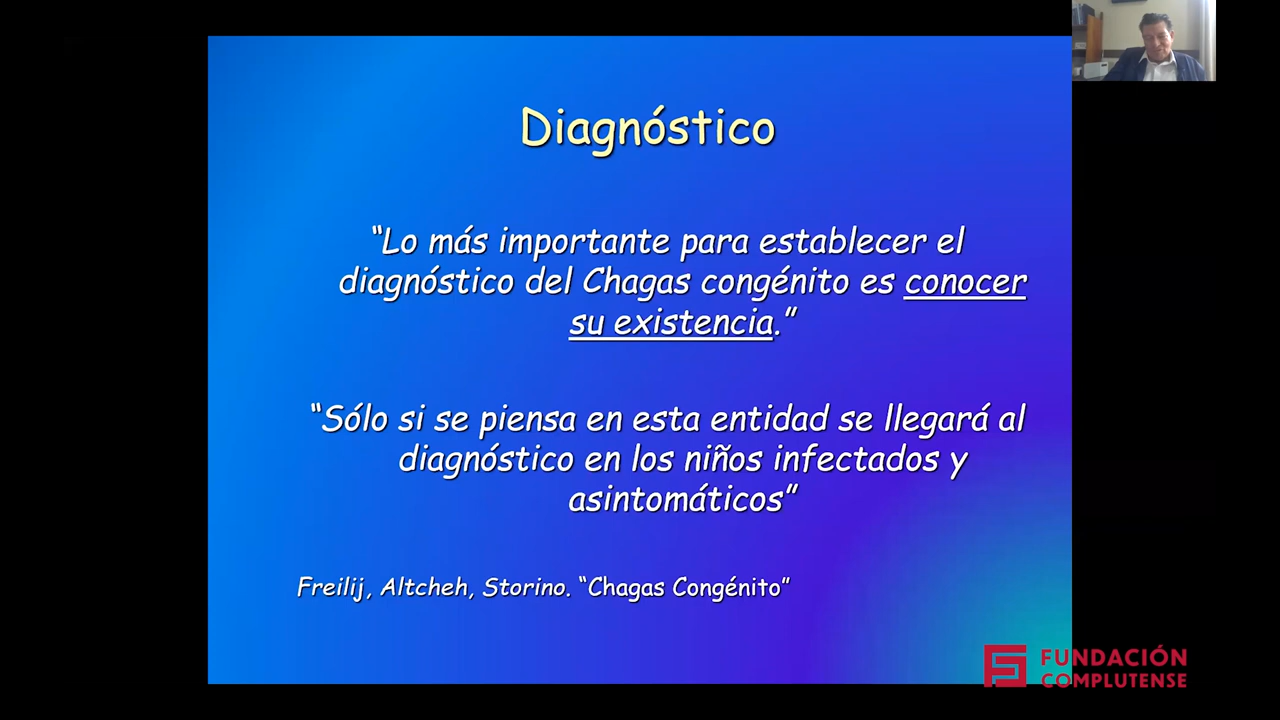 Diagnóstico
“Lo más importante para establecer el
diagnóstico del Chagas congénito es conocer
su existencia.”
“Sólo si se piensa en esta entidad se llegará al
diagnóstico en los niños infectados y
asintomáticos”
Freilij, Altcheh, Storino. “Chagas Congénito”
FUNDACIÓN
COMPLUTENSE